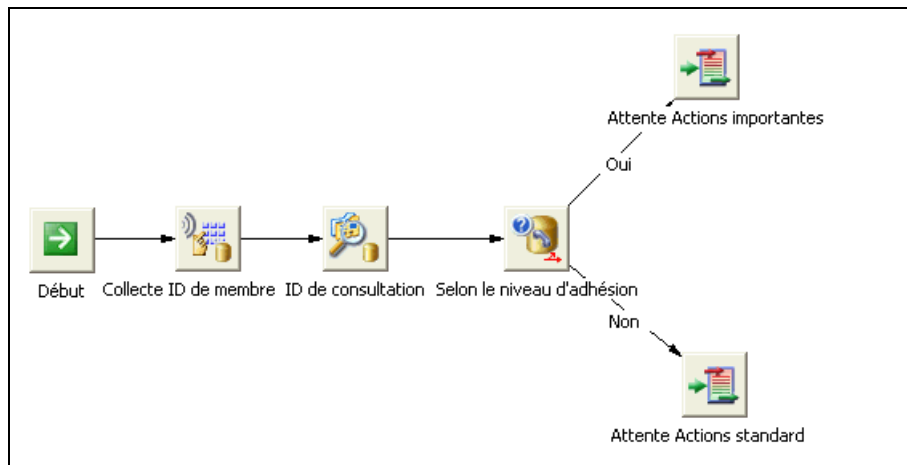 Attente Actions importantes
Oui
Début
Collecte ID de membre
ID de consultation
Selon le niveau d'adhésion
Non
Attente Actions standard